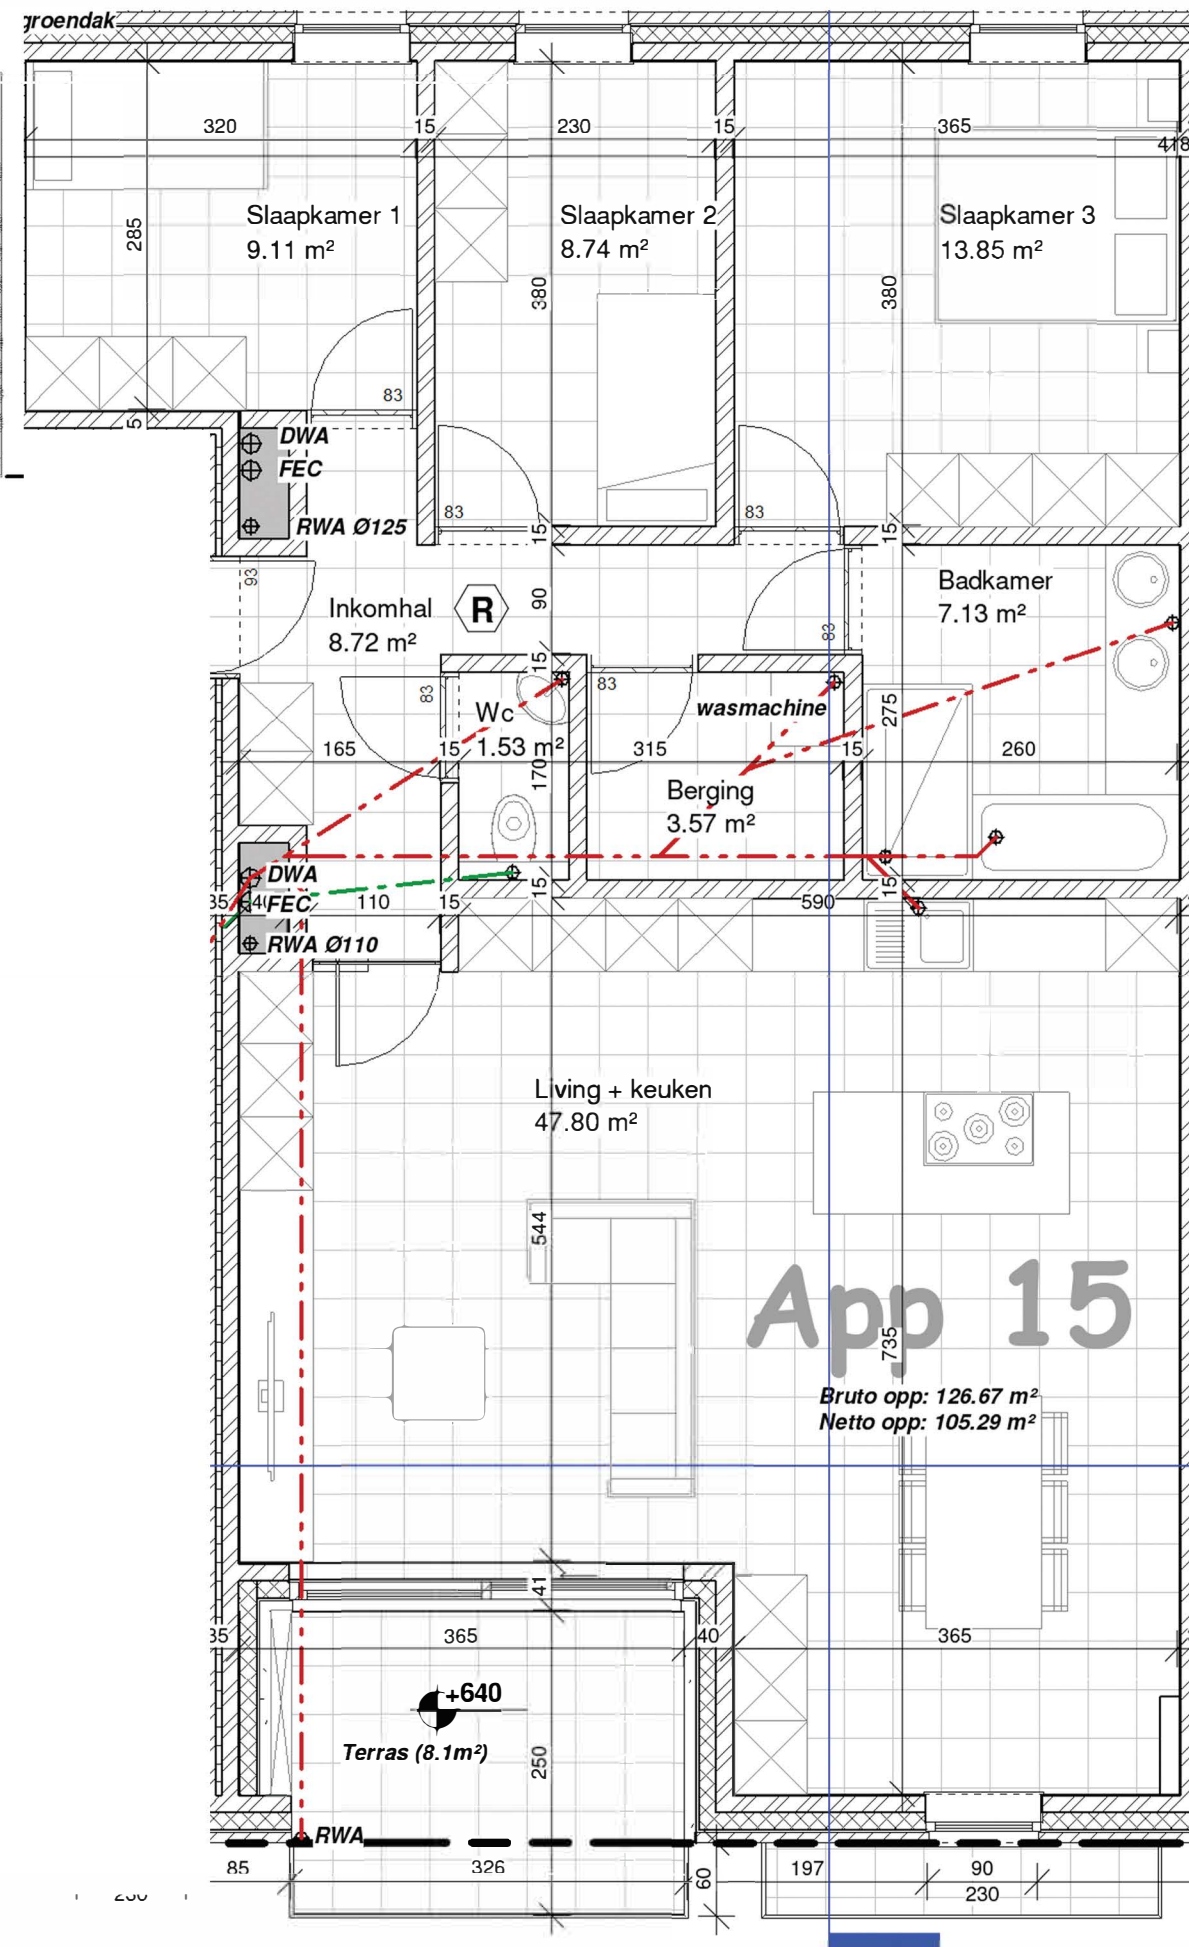 groendak
320
15
230
15
365
418
Slaapkamer 1
9.11 m²
Slaapkamer 2
8.74 m²
Slaapkamer 3
13.85 m²
285
380
380
83
5
DWA
FEC
RWA Ø125
83
83
15
15
93
Inkomhal
8.72 m²
R
90
Badkamer
7.13 m²
83
15
83
83
Wc
1.53 m²
wasmachine
275
165
15
315
15
260
170
Berging
3.57 m²
DWA
FEC
RWA Ø110
35
40
110
15
15
590
15
Living + keuken
47.80 m²
544
App 15
735
Bruto opp: 126.67 m²
Netto opp: 105.29 m²
41
35
365
40
365
+640
Terras (8.1m²)
250
RWA
85
326
60
197
90
230